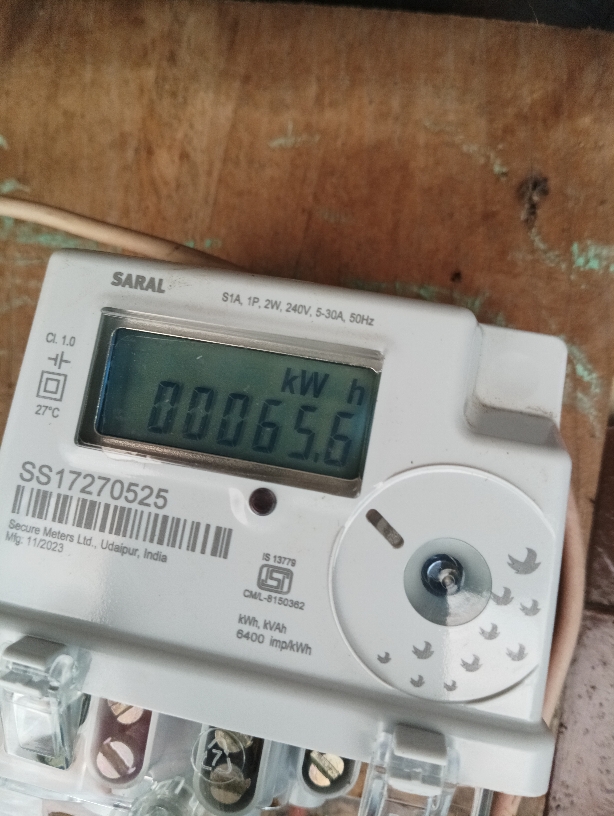 SARAL
S1A, 1P, 2W, 240V, 5-30A, 50Hz
Cl. 1.0
27°C
kW h
000065.6
SS17270525
Secure Meters Ltd., Udaipur, India
Mfg: 11/2023
IS 13779
CM/L-8150362
kWh, kVAh
6400 imp/kWh